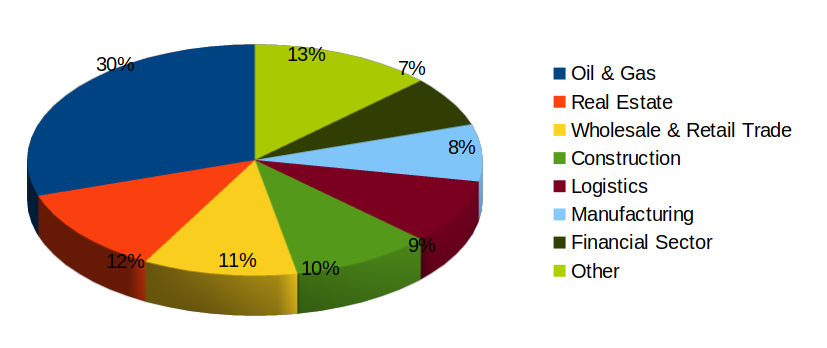 30%
13%
7%
8%
9%
10%
11%
12%
Oil & Gas
Real Estate
Wholesale & Retail Trade
Construction
Logistics
Manufacturing
Financial Sector
Other